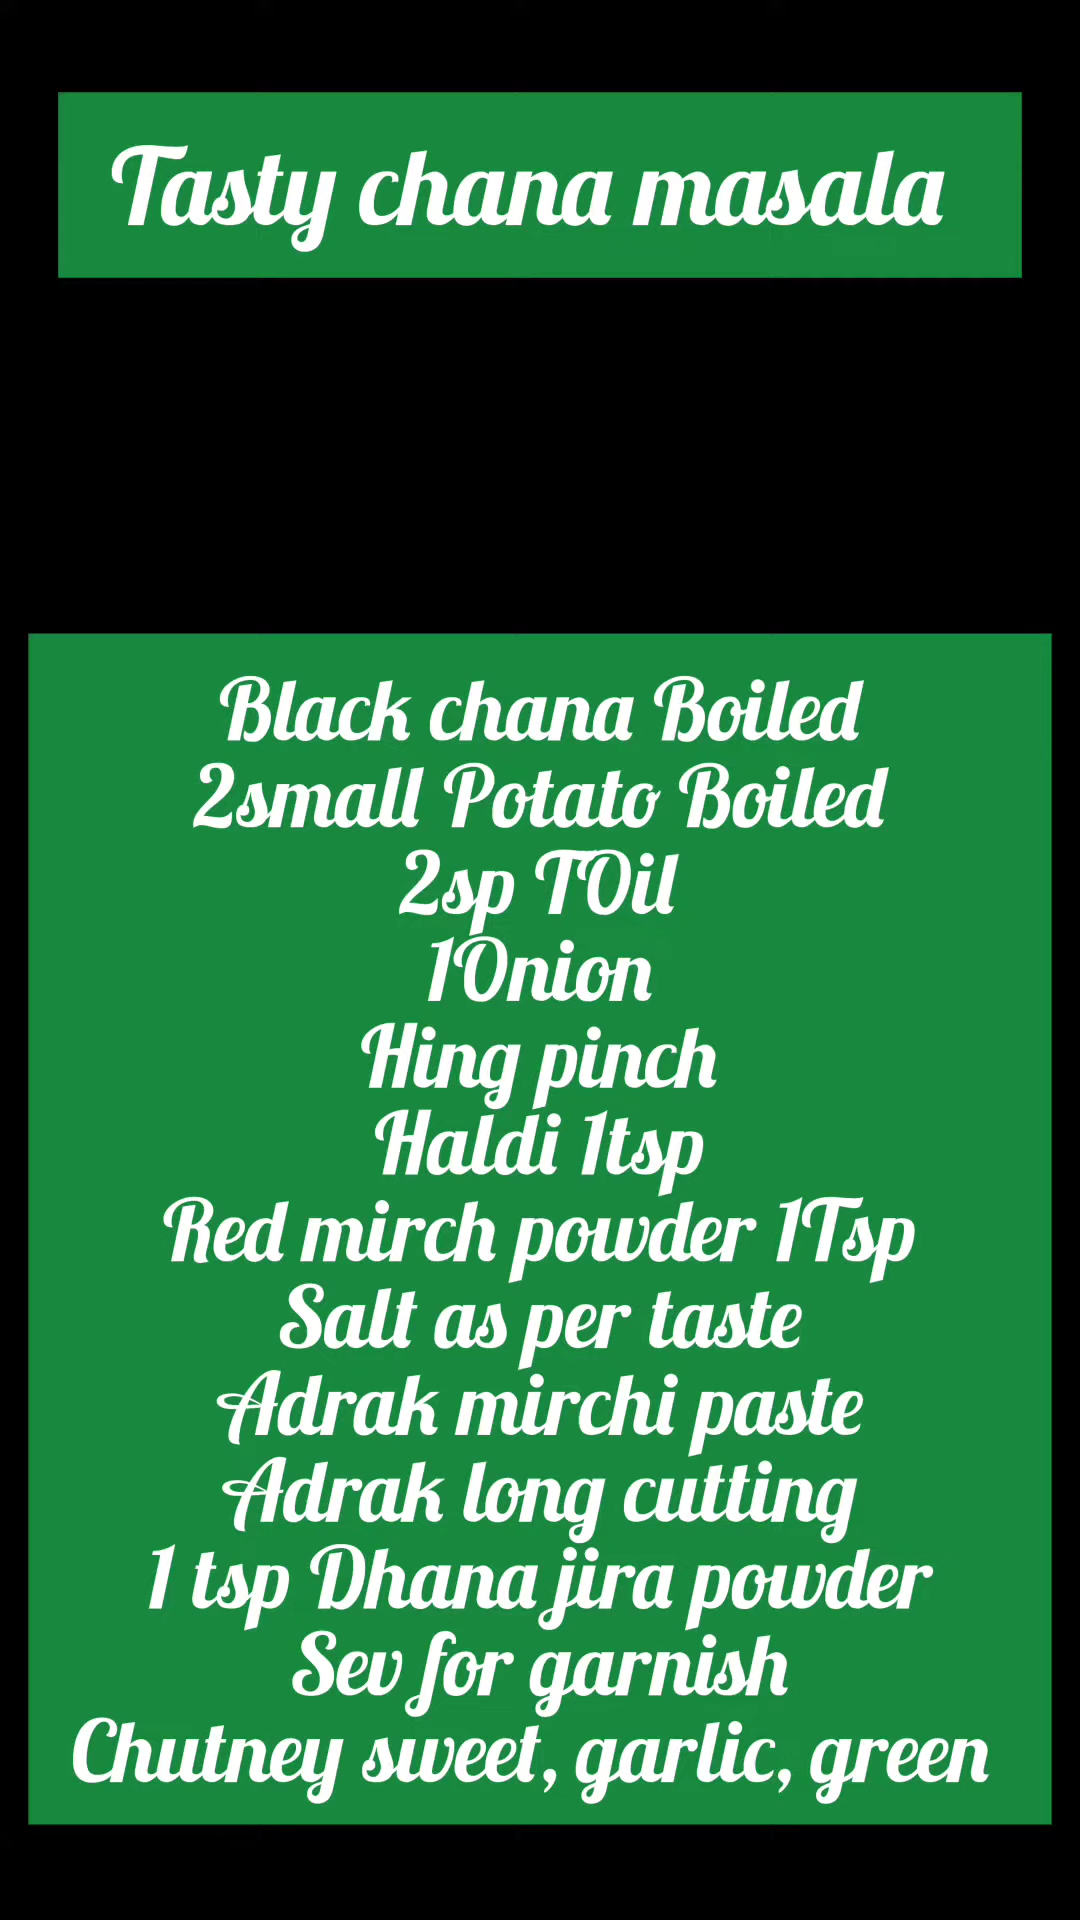 Tasty chana masala
Black chana Boiled
2small Potato Boiled
2sp TOil
1Onion
Hing pinch
Haldi 1tsp
Red mirch powder 1Tsp
Salt as per taste
Adrak mirchi paste
Adrak long cutting
1 tsp Dhana jira powder
Sev for garnish
Chutney sweet, garlic, green